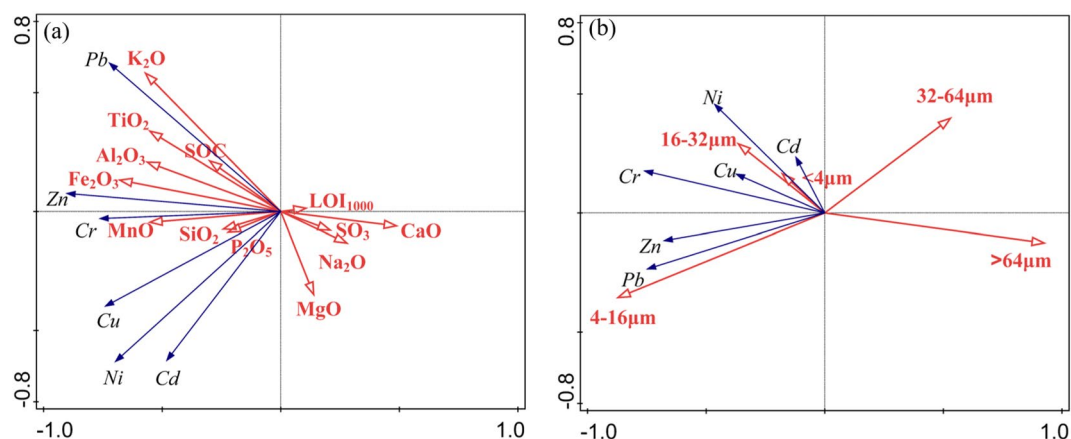 (a)
0.8
-0.8
-1.0
1.0
Pb
K₂O
TiO₂
SOC
Al₂O₃
Fe₂O₃
Zn
LOI₁₀₀₀
Cr
MnO
SiO₂
P₂O₅
SO₃
CaO
Na₂O
MgO
Cu
Ni
Cd
(b)
0.8
-0.8
-1.0
1.0
Ni
32-64μm
16-32μm
Cd
Cr
Cu
<4μm
Zn
>64μm
Pb
4-16μm